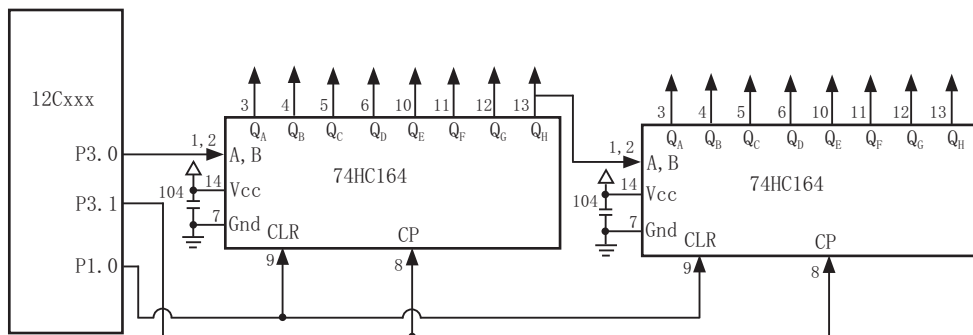 12Cxxx
P3.0
P3.1
P1.0
3 4 5 6 10 11 12 13
QA QB QC QD QE QF QG QH
1,2
A,B
74HC164
14
Vcc
104
7
Gnd
CLR
CP
9
8
3 4 5 6 10 11 12 13
QA QB QC QD QE QF QG QH
1,2
A,B
74HC164
14
Vcc
104
7
Gnd
CLR
CP
9
8